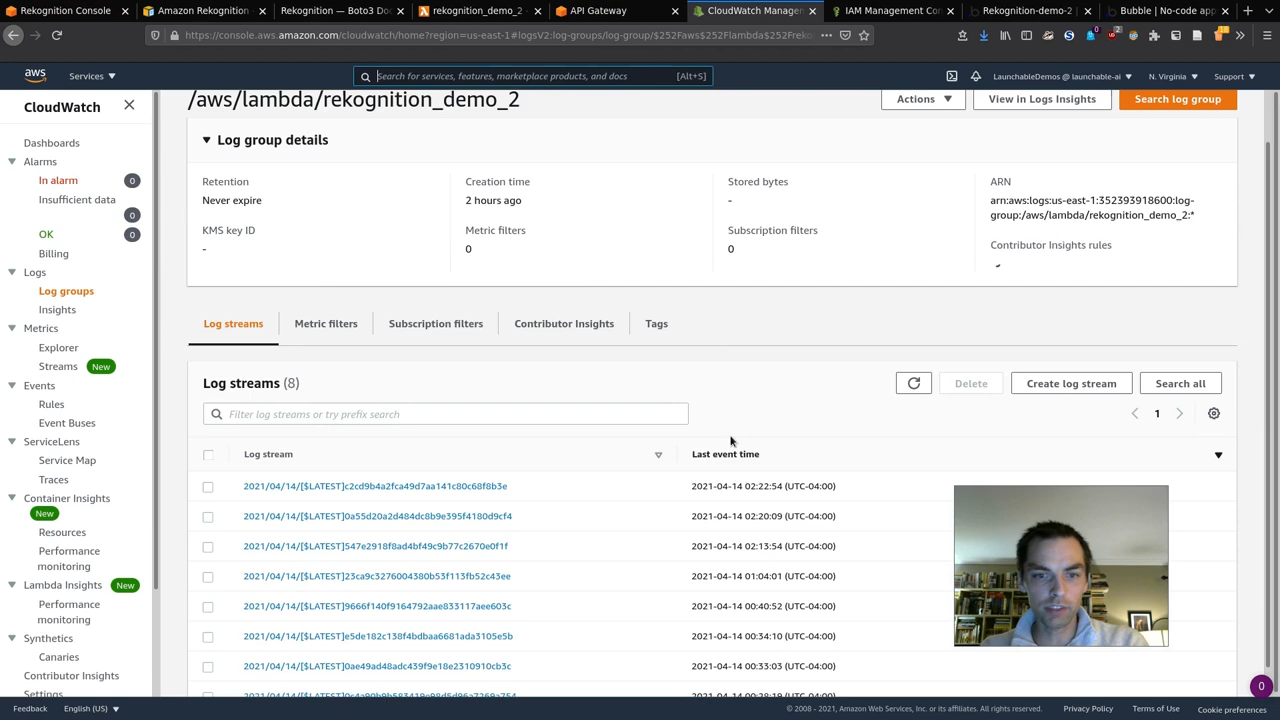 Rekognition Console
Amazon Rekognition
Rekognition — Boto3 Doc
rekognition_demo_2 -
API Gateway
CloudWatch Managem
IAM Management Con
Rekognition-demo-2
Bubble | No-code app
https://console.aws.amazon.com/cloudwatch/home?region=us-east-1#logsV2:log-groups/log-group/$252Faws$252Flambda$252Freko
aws
Services
Search for services, features, marketplace products, and docs
[Alt+S]
LaunchableDemos @ launchable-ai
N. Virginia
Support
CloudWatch
Dashboards
Alarms
In alarm
0
Insufficient data
0
OK
0
Billing
Logs
Log groups
Insights
Metrics
Explorer
Streams
New
Events
Rules
Event Buses
ServiceLens
Service Map
Traces
Container Insights
New
Resources
Performance
monitoring
Lambda Insights
New
Performance
monitoring
Synthetics
Canaries
Contributor Insights
Settings
/aws/lambda/rekognition_demo_2
Actions
View in Logs Insights
Search log group
Log group details
Retention
Never expire
KMS key ID
-
Creation time
2 hours ago
Metric filters
0
Stored bytes
-
Subscription filters
0
ARN
arn:aws:logs:us-east-1:352393918600:log-
group:/aws/lambda/rekognition_demo_2:*
Contributor Insights rules
Log streams
Metric filters
Subscription filters
Contributor Insights
Tags
Log streams (8)
Delete
Create log stream
Search all
Filter log streams or try prefix search
1
Log stream
Last event time
2021/04/14/[$LATEST]c2cd9b4a2fca49d7aa141c80c68f8b3e
2021-04-14 02:22:54 (UTC-04:00)
2021/04/14/[$LATEST]0a55d20a2d484dc8b9e395f4180d9cf4
2021-04-14 02:20:09 (UTC-04:00)
2021/04/14/[$LATEST]547e2918f8ad4bf49c9b77c2670e0f1f
2021-04-14 02:13:54 (UTC-04:00)
2021/04/14/[$LATEST]23ca9c3276004380b53f113fb52c43ee
2021-04-14 01:04:01 (UTC-04:00)
2021/04/14/[$LATEST]9666f140f9164792aae833117aee603c
2021-04-14 00:40:52 (UTC-04:00)
2021/04/14/[$LATEST]e5de182c138f4bdbaa6681ada3105e5b
2021-04-14 00:34:10 (UTC-04:00)
2021/04/14/[$LATEST]0ae49ad48adc439f9e18e2310910cb3c
2021-04-14 00:33:03 (UTC-04:00)
0
Feedback
English (US)
© 2008 - 2021, Amazon Web Services, Inc. or its affiliates. All rights reserved.
Privacy Policy
Terms of Use
Cookie preferences